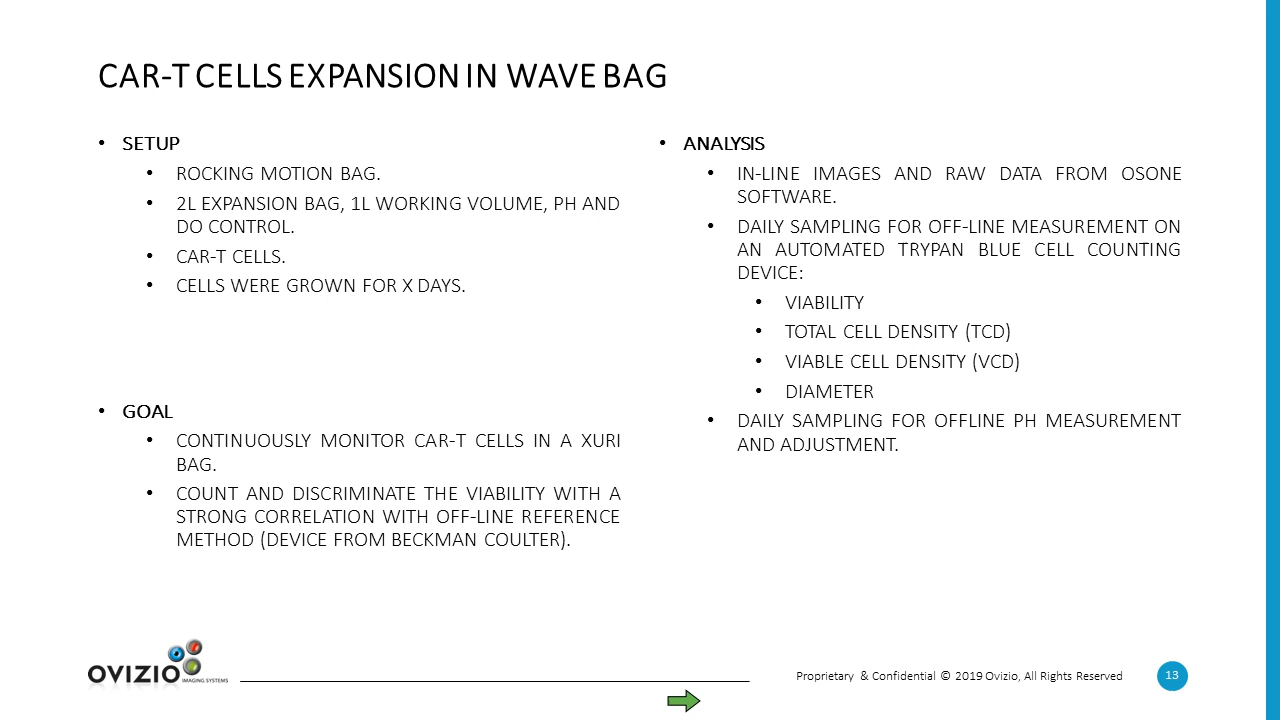 CAR-T CELLS EXPANSION IN WAVE BAG
• SETUP
• ROCKING MOTION BAG.
• 2L EXPANSION BAG, 1L WORKING VOLUME, PH AND
DO CONTROL.
• CAR-T CELLS.
• CELLS WERE GROWN FOR X DAYS.
• GOAL
• CONTINUOUSLY MONITOR CAR-T CELLS IN A XURI
BAG.
• COUNT AND DISCRIMINATE THE VIABILITY WITH A
STRONG CORRELATION WITH OFF-LINE REFERENCE
METHOD (DEVICE FROM BECKMAN COULTER).
• ANALYSIS
• IN-LINE IMAGES AND RAW DATA FROM OSONE
SOFTWARE.
• DAILY SAMPLING FOR OFF-LINE MEASUREMENT ON
AN AUTOMATED TRYPAN BLUE CELL COUNTING
DEVICE:
• VIABILITY
• TOTAL CELL DENSITY (TCD)
• VIABLE CELL DENSITY (VCD)
• DIAMETER
• DAILY SAMPLING FOR OFFLINE PH MEASUREMENT
AND ADJUSTMENT.
OVIZIO
IMAGING SYSTEMS
Proprietary & Confidential © 2019 Ovizio, All Rights Reserved
13